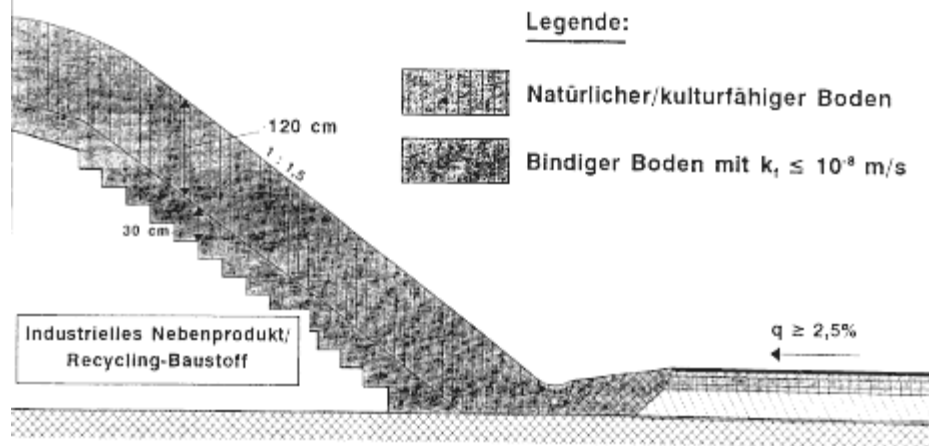 Legende:
Natürlicher/kulturfähiger Boden
120 cm
1 : 1,5
Bindiger Boden mit kf ≤ 10⁻⁸ m/s
30 cm
Industrielles Nebenprodukt/
Recycling-Baustoff
q ≥ 2,5%